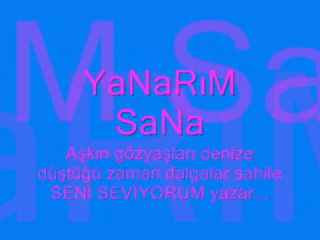 YaNaRıM
SaNa
Aşkın gözyaşları denize
düştüğü zaman dalgalar sahile
SENİ SEVİYORUM yazar...